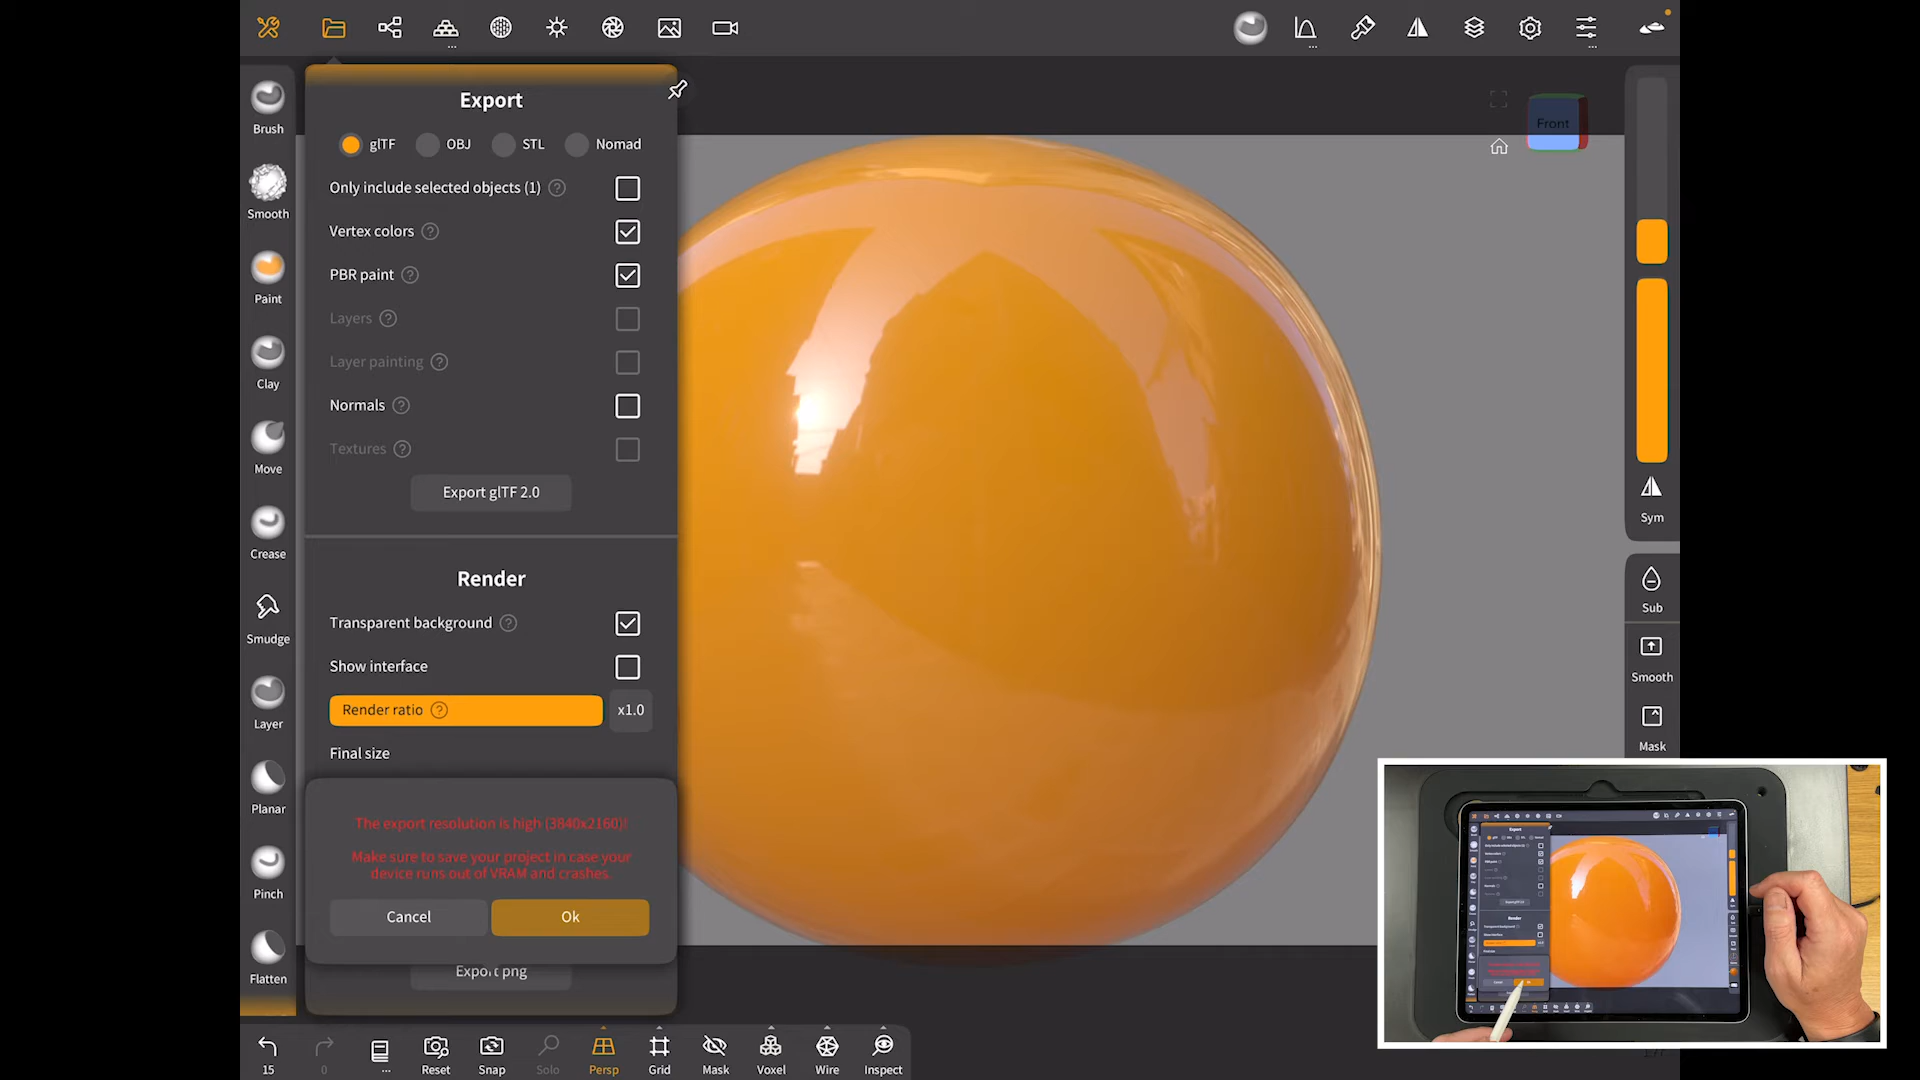 Export
glTF OBJ STL Nomad
Only include selected objects (1) ?
Vertex colors ?
PBR paint ?
Layers ?
Layer painting ?
Normals ?
Textures ?
Export glTF 2.0
Render
Transparent background ?
Show interface
Render ratio ? x1.0
Final size
The export resolution is high (3840x2160)!
Make sure to save your project in case your
device runs out of VRAM and crashes.
Cancel Ok
Export png
Brush
Smooth
Paint
Clay
Move
Crease
Smudge
Layer
Planar
Pinch
Flatten
Front
Sym
Sub
Smooth
Mask
15 0 ... Reset Snap Solo Persp Grid Mask Voxel Wire Inspect